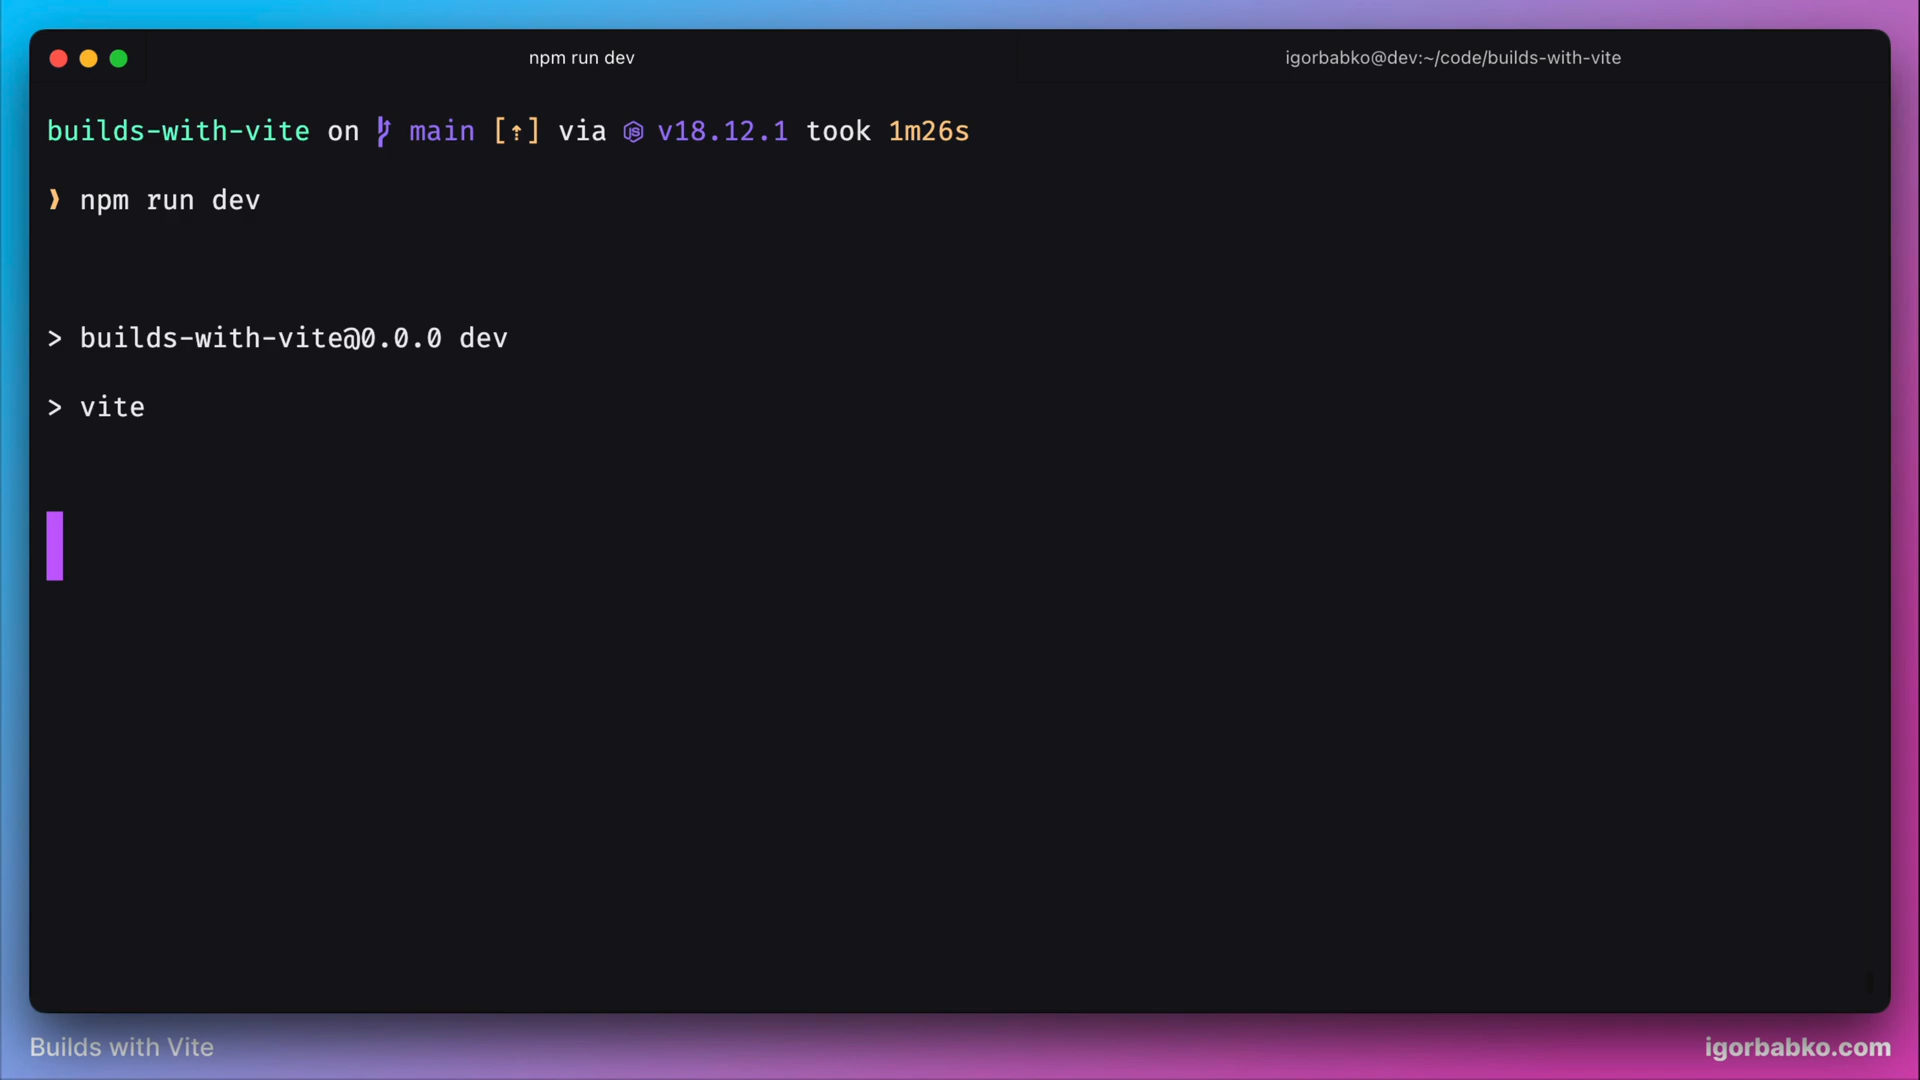 npm run dev
igorbabko@dev:~/code/builds-with-vite
builds-with-vite on main [⇡] via v18.12.1 took 1m26s
❯ npm run dev
> builds-with-vite@0.0.0 dev
> vite
Builds with Vite
igorbabko.com